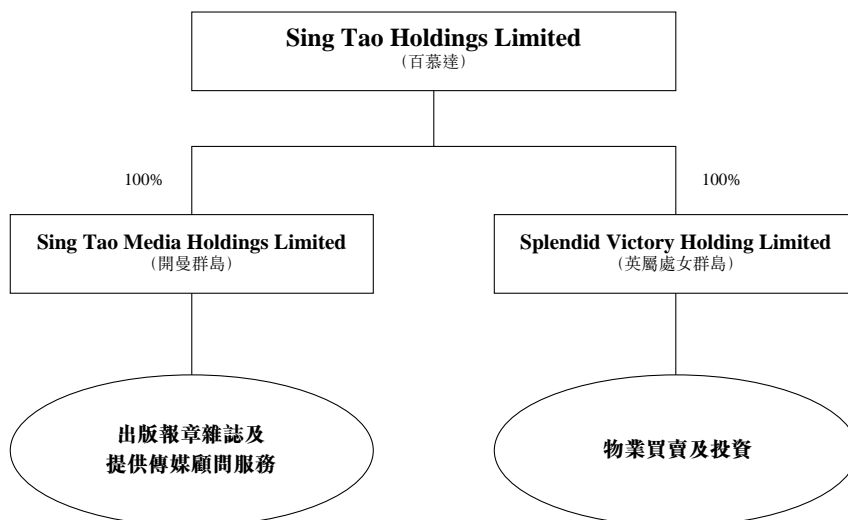 Sing Tao Holdings Limited
(百慕達)
100%
100%
Sing Tao Media Holdings Limited
(開曼群島)
Splendid Victory Holding Limited
(英屬處女群島)
出版報章雜誌及
提供傳媒顧問服務
物業買賣及投資